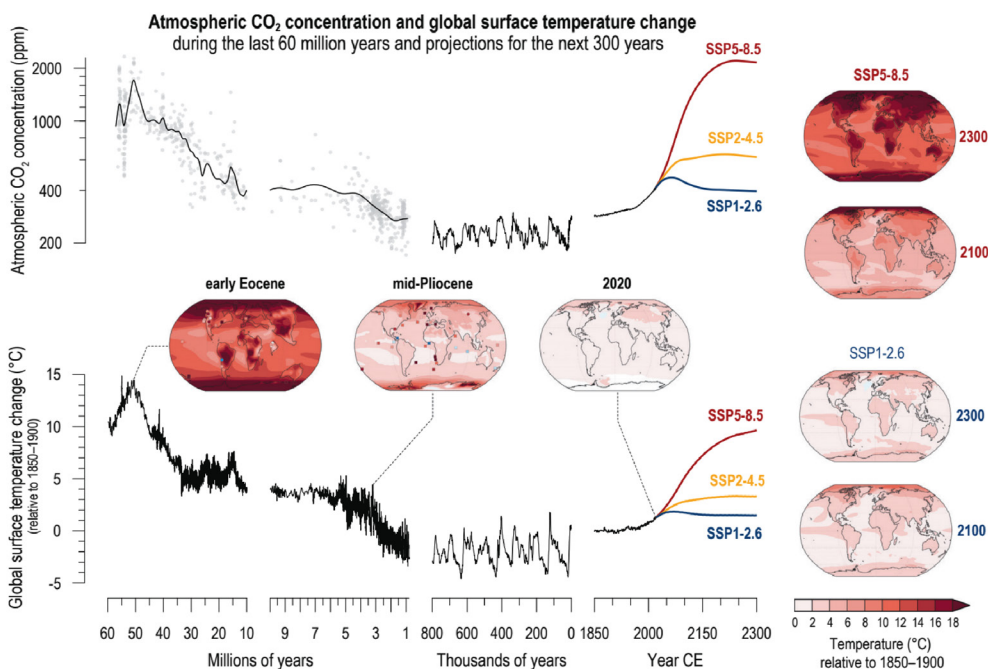 Atmospheric CO₂ concentration and global surface temperature change
during the last 60 million years and projections for the next 300 years
Atmospheric CO₂ concentration (ppm)
2000
1000
400
200
SSP5-8.5
SSP2-4.5
SSP1-2.6
SSP5-8.5
2300
2100
early Eocene
mid-Pliocene
2020
Global surface temperature change (°C)
(relative to 1850–1900)
15
10
5
0
-5
SSP5-8.5
SSP2-4.5
SSP1-2.6
SSP1-2.6
2300
2100
60 50 40 30 20 10
9 7 5 3 1
800 600 400 200 0
1850 2000 2150 2300
Millions of years
Thousands of years
Year CE
0 2 4 6 8 10 12 14 16 18
Temperature (°C)
relative to 1850–1900